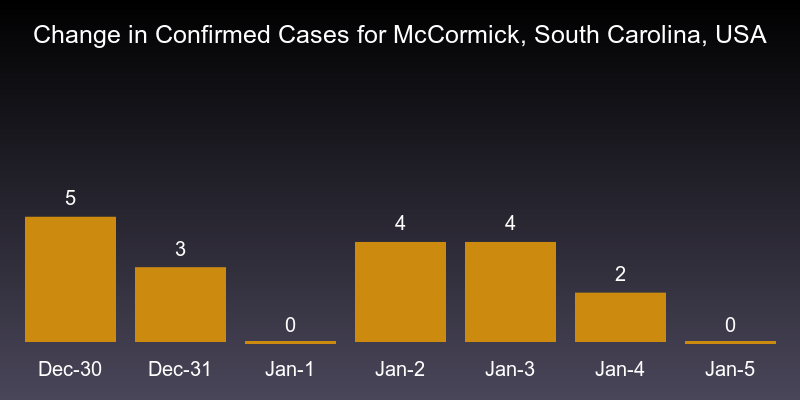 Change in Confirmed Cases for McCormick, South Carolina, USA
5
3
0
4
4
2
0
Dec-30
Dec-31
Jan-1
Jan-2
Jan-3
Jan-4
Jan-5